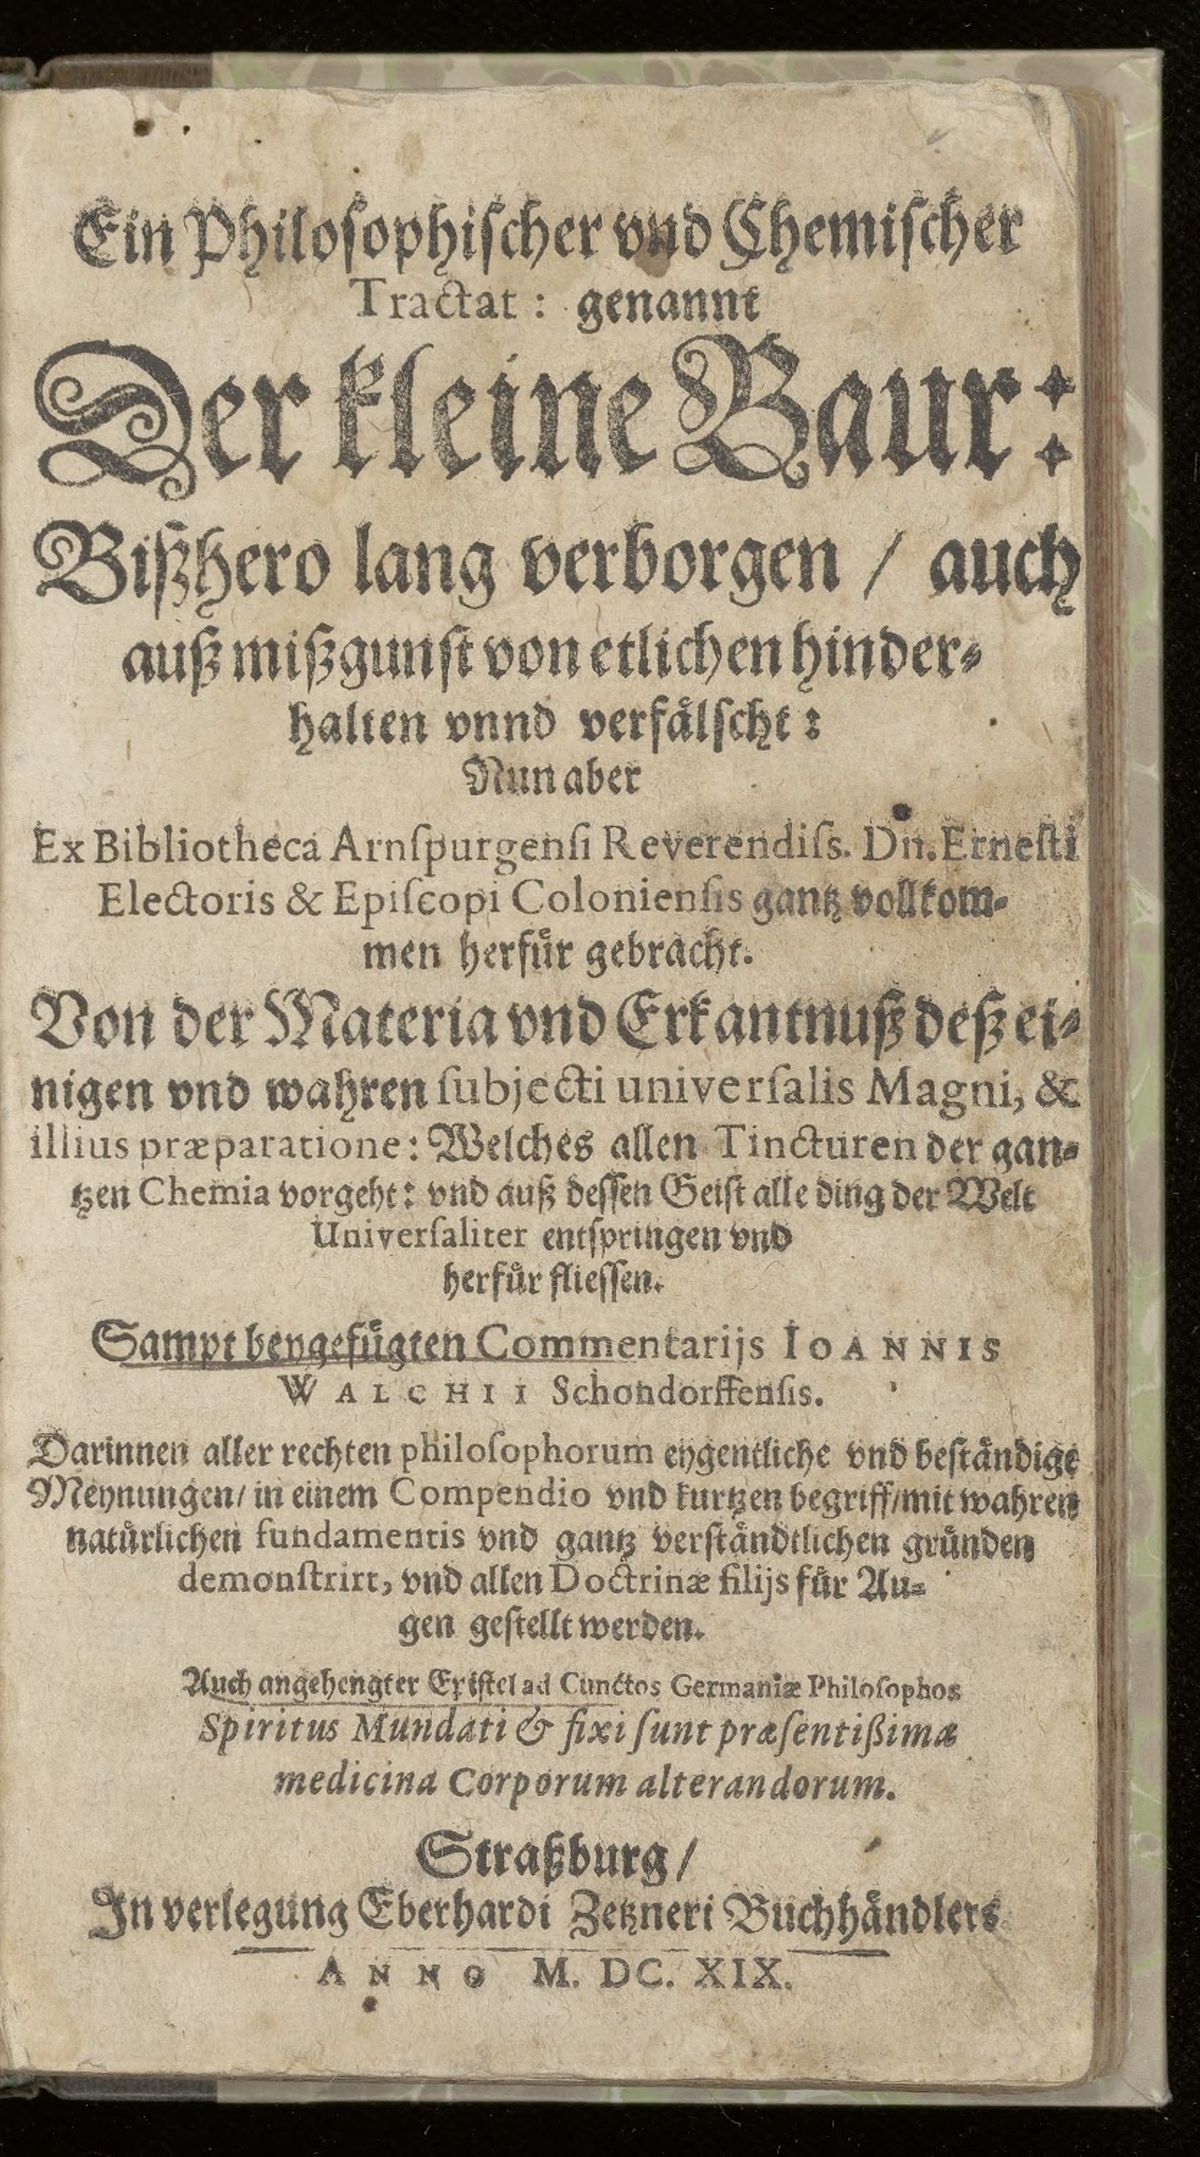 Ein Philosophischer vnd Chemischer
Tractat: genannt
Der kleine Baur:
Bißhero lang verborgen / auch
auß mißgunst von etlichen hinder-
halten vnnd verfälscht:
Nun aber
Ex Bibliotheca Arnſpurgenſi Reverendiſs. Dn. Erneſti
Electoris & Epiſcopi Colonienſis gantz vollkom-
men herfür gebracht.
Von der Materia vnd Erkantnuß deß ei-
nigen vnd wahren ſubjecti univerſalis Magni, &
illius præparatione: Welches allen Tincturen der gan-
tzen Chemia vorgeht: vnd auß dessen Geist alle ding der Welt
Univerſaliter entspringen vnd
herfür fliessen.
Sampt beygefügten Commentarijs IOANNIS
WALCHII Schondorffenſis.
Darinnen aller rechten philoſophorum eygentliche vnd beständige
Meynungen/ in einem Compendio vnd kurtzen begriff/ mit wahren
natürlichen fundamentis vnd gantz verständtlichen gründen
demonſtrirt, vnd allen Doctrinæ filijs für Au-
gen gestellt werden.
Auch angehengter Epistel ad Cunctos Germaniæ Philoſophos
Spiritus Mundati & fixi ſunt præſentißima
medicina Corporum alterandorum.
Straßburg /
In verlegung Eberhardi Zetzneri Buchhändlers
ANNO M. DC. XIX.